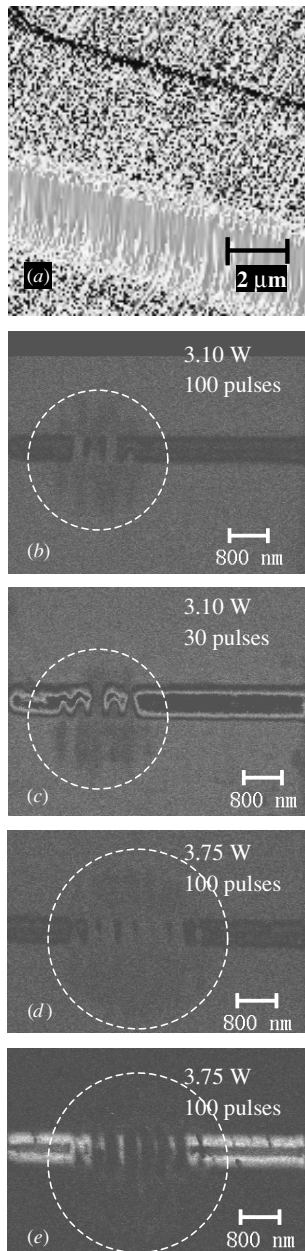 (a)
2 μm
3.10 W
100 pulses
(b)
800 nm
3.10 W
30 pulses
(c)
800 nm
3.75 W
100 pulses
(d)
800 nm
3.75 W
100 pulses
(e)
800 nm